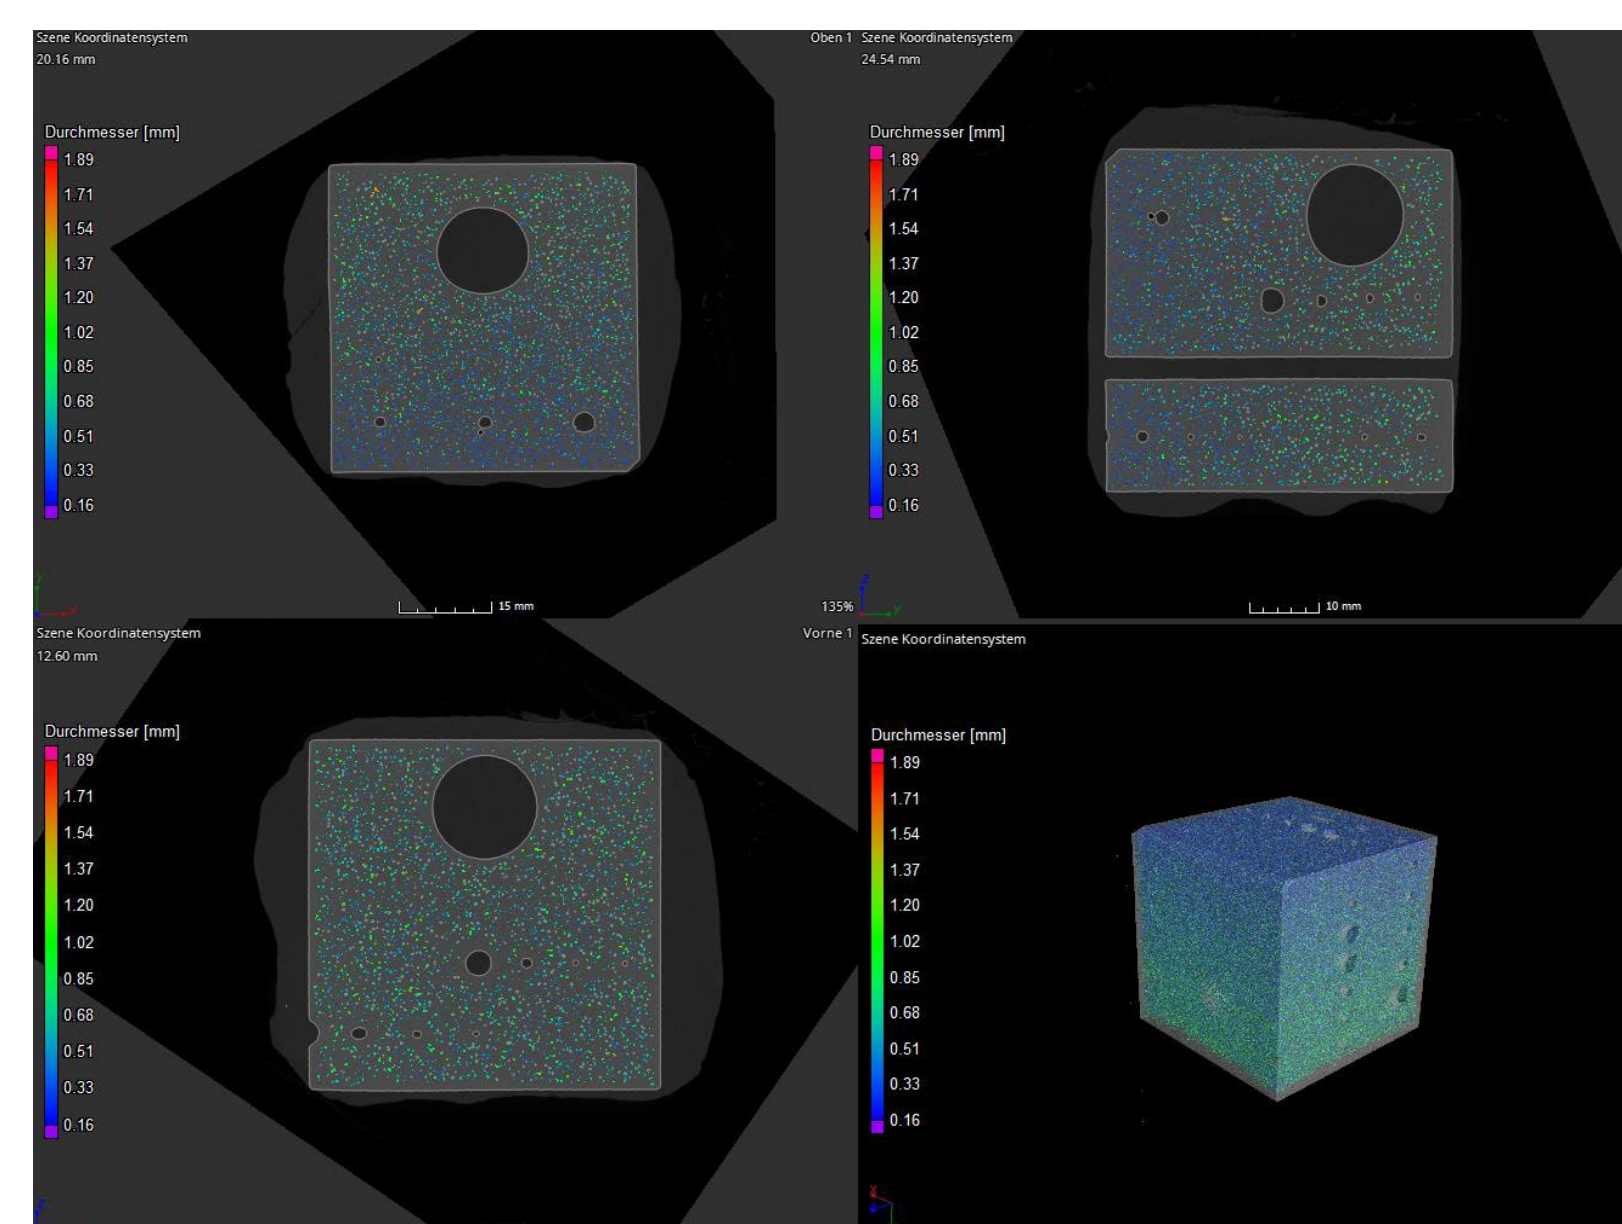 Szene Koordinatensystem
20.16 mm
Oben 1
Durchmesser [mm]
1.89
1.71
1.54
1.37
1.20
1.02
0.85
0.68
0.51
0.33
0.16
Y
X
15 mm
135%
Szene Koordinatensystem
24.54 mm
Durchmesser [mm]
1.89
1.71
1.54
1.37
1.20
1.02
0.85
0.68
0.51
0.33
0.16
Z
Y
10 mm
Szene Koordinatensystem
12.60 mm
Vorne 1
Durchmesser [mm]
1.89
1.71
1.54
1.37
1.20
1.02
0.85
0.68
0.51
0.33
0.16
Z
Szene Koordinatensystem
Durchmesser [mm]
1.89
1.71
1.54
1.37
1.20
1.02
0.85
0.68
0.51
0.33
0.16
X
Z